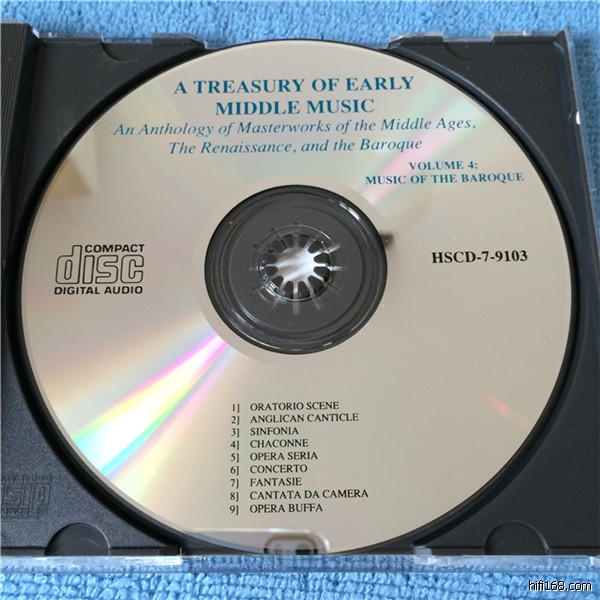 A TREASURY OF EARLY
MIDDLE MUSIC
An Anthology of Masterworks of the Middle Ages,
The Renaissance, and the Baroque
VOLUME 4:
MUSIC OF THE BAROQUE
COMPACT
disc
DIGITAL AUDIO
HSCD-7-9103
1] ORATORIO SCENE
2] ANGLICAN CANTICLE
3] SINFONIA
4] CHACONNE
5] OPERA SERIA
6] CONCERTO
7] FANTASIE
8] CANTATA DA CAMERA
9] OPERA BUFFA
hifi168.com